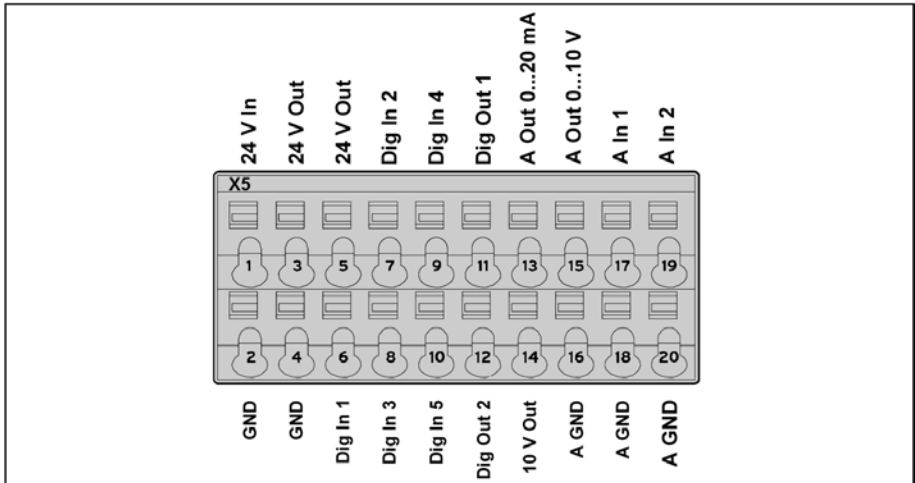 24 V In
24 V Out
24 V Out
Dig In 2
Dig In 4
Dig Out 1
A Out 0...20 mA
A Out 0...10 V
A In 1
A In 2
X5
1 3 5 7 9 11 13 15 17 19
2 4 6 8 10 12 14 16 18 20
GND
GND
Dig In 1
Dig In 3
Dig In 5
Dig Out 2
10 V Out
A GND
A GND
A GND